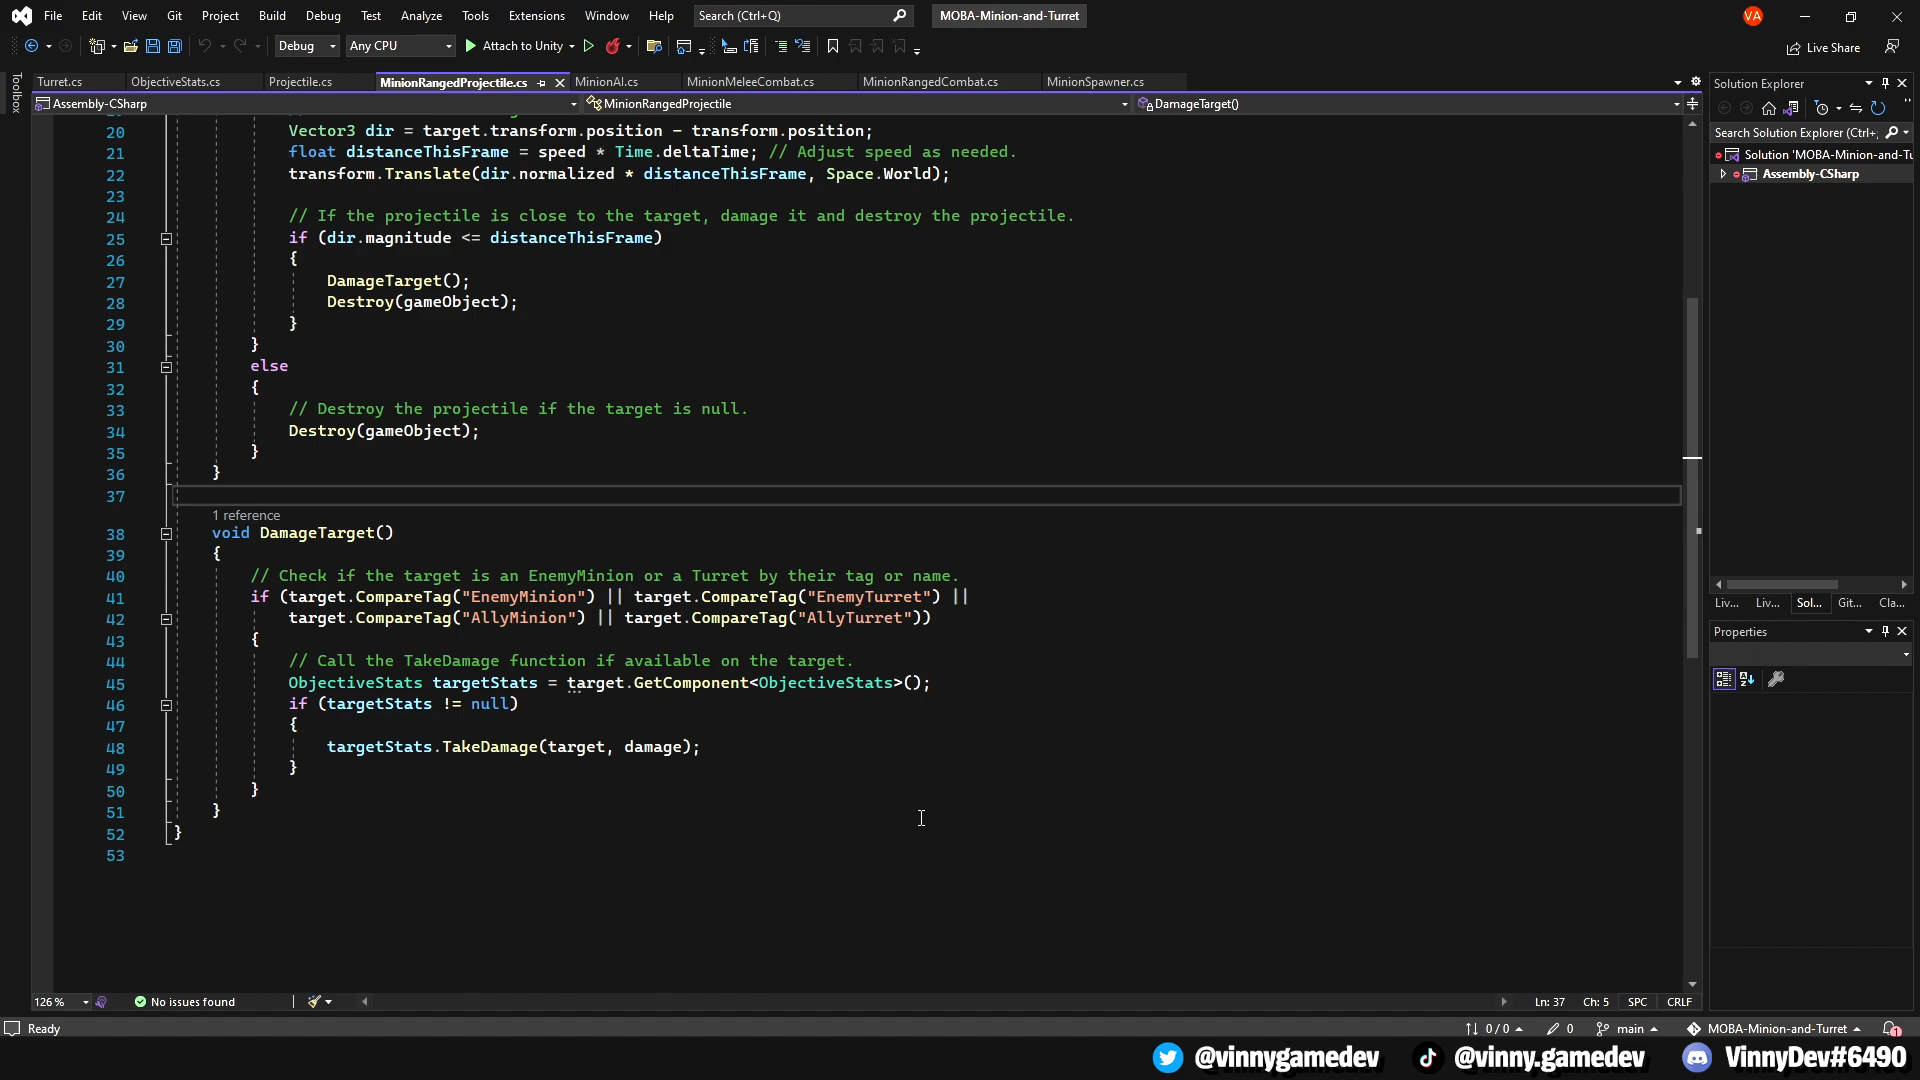 File Edit View Git Project Build Debug Test Analyze Tools Extensions Window Help Search (Ctrl+Q) MOBA-Minion-and-Turret VA
Debug Any CPU Attach to Unity Live Share
Toolbox
Turret.cs ObjectiveStats.cs Projectile.cs MinionRangedProjectile.cs MinionAI.cs MinionMeleeCombat.cs MinionRangedCombat.cs MinionSpawner.cs
Assembly-CSharp MinionRangedProjectile DamageTarget()
20 Vector3 dir = target.transform.position - transform.position;
21 float distanceThisFrame = speed * Time.deltaTime; // Adjust speed as needed.
22 transform.Translate(dir.normalized * distanceThisFrame, Space.World);
23
24 // If the projectile is close to the target, damage it and destroy the projectile.
25 if (dir.magnitude <= distanceThisFrame)
26 {
27 DamageTarget();
28 Destroy(gameObject);
29 }
30 }
31 else
32 {
33 // Destroy the projectile if the target is null.
34 Destroy(gameObject);
35 }
36 }
37
1 reference
38 void DamageTarget()
39 {
40 // Check if the target is an EnemyMinion or a Turret by their tag or name.
41 if (target.CompareTag("EnemyMinion") || target.CompareTag("EnemyTurret") ||
42 target.CompareTag("AllyMinion") || target.CompareTag("AllyTurret"))
43 {
44 // Call the TakeDamage function if available on the target.
45 ObjectiveStats targetStats = target.GetComponent<ObjectiveStats>();
46 if (targetStats != null)
47 {
48 targetStats.TakeDamage(target, damage);
49 }
50 }
51 }
52 }
53
Solution Explorer
Search Solution Explorer (Ctrl+;
Solution 'MOBA-Minion-and-Tu
Assembly-CSharp
Liv... Liv... Sol... Git... Cla...
Properties
126 % No issues found Ln: 37 Ch: 5 SPC CRLF
Ready 0 / 0 0 main MOBA-Minion-and-Turret 1
@vinnygamedev @vinny.gamedev VinnyDev#6490